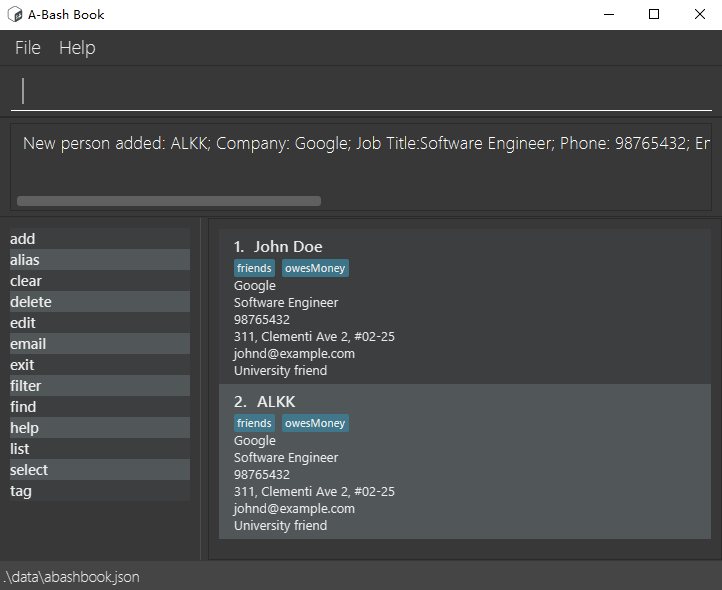 A-Bash Book
File Help
New person added: ALKK; Company: Google; Job Title:Software Engineer; Phone: 98765432; Em
add
alias
clear
delete
edit
email
exit
filter
find
help
list
select
tag
1. John Doe
friends owesMoney
Google
Software Engineer
98765432
311, Clementi Ave 2, #02-25
johnd@example.com
University friend
2. ALKK
friends owesMoney
Google
Software Engineer
98765432
311, Clementi Ave 2, #02-25
johnd@example.com
University friend
.\data\abashbook.json